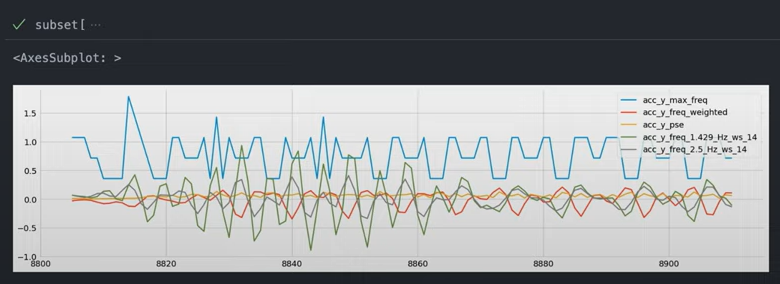 subset[ ...
<AxesSubplot: >
acc_y_max_freq
acc_y_freq_weighted
acc_y_pse
acc_y_freq_1.429_Hz_ws_14
acc_y_freq_2.5_Hz_ws_14
1.5
1.0
0.5
0.0
−0.5
−1.0
8800 8820 8840 8860 8880 8900